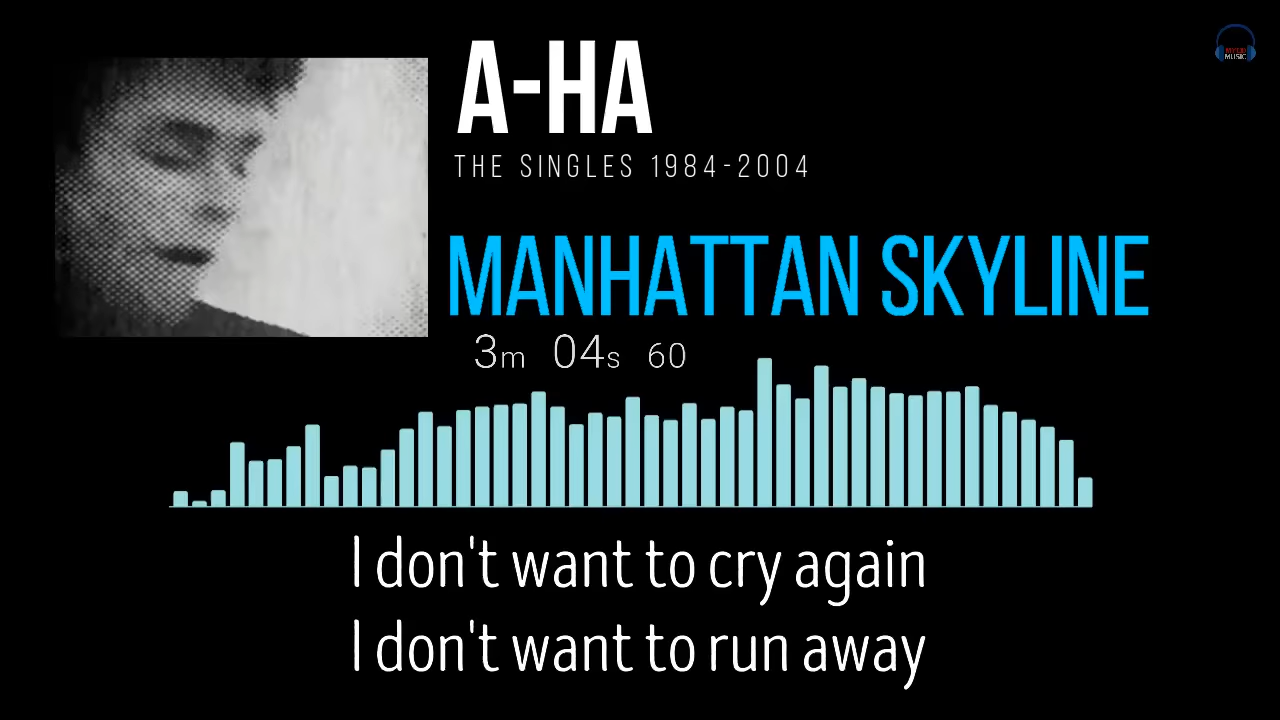 A-HA
THE SINGLES 1984-2004
MANHATTAN SKYLINE
3m 04s 60
I don't want to cry again
I don't want to run away
MUSIC